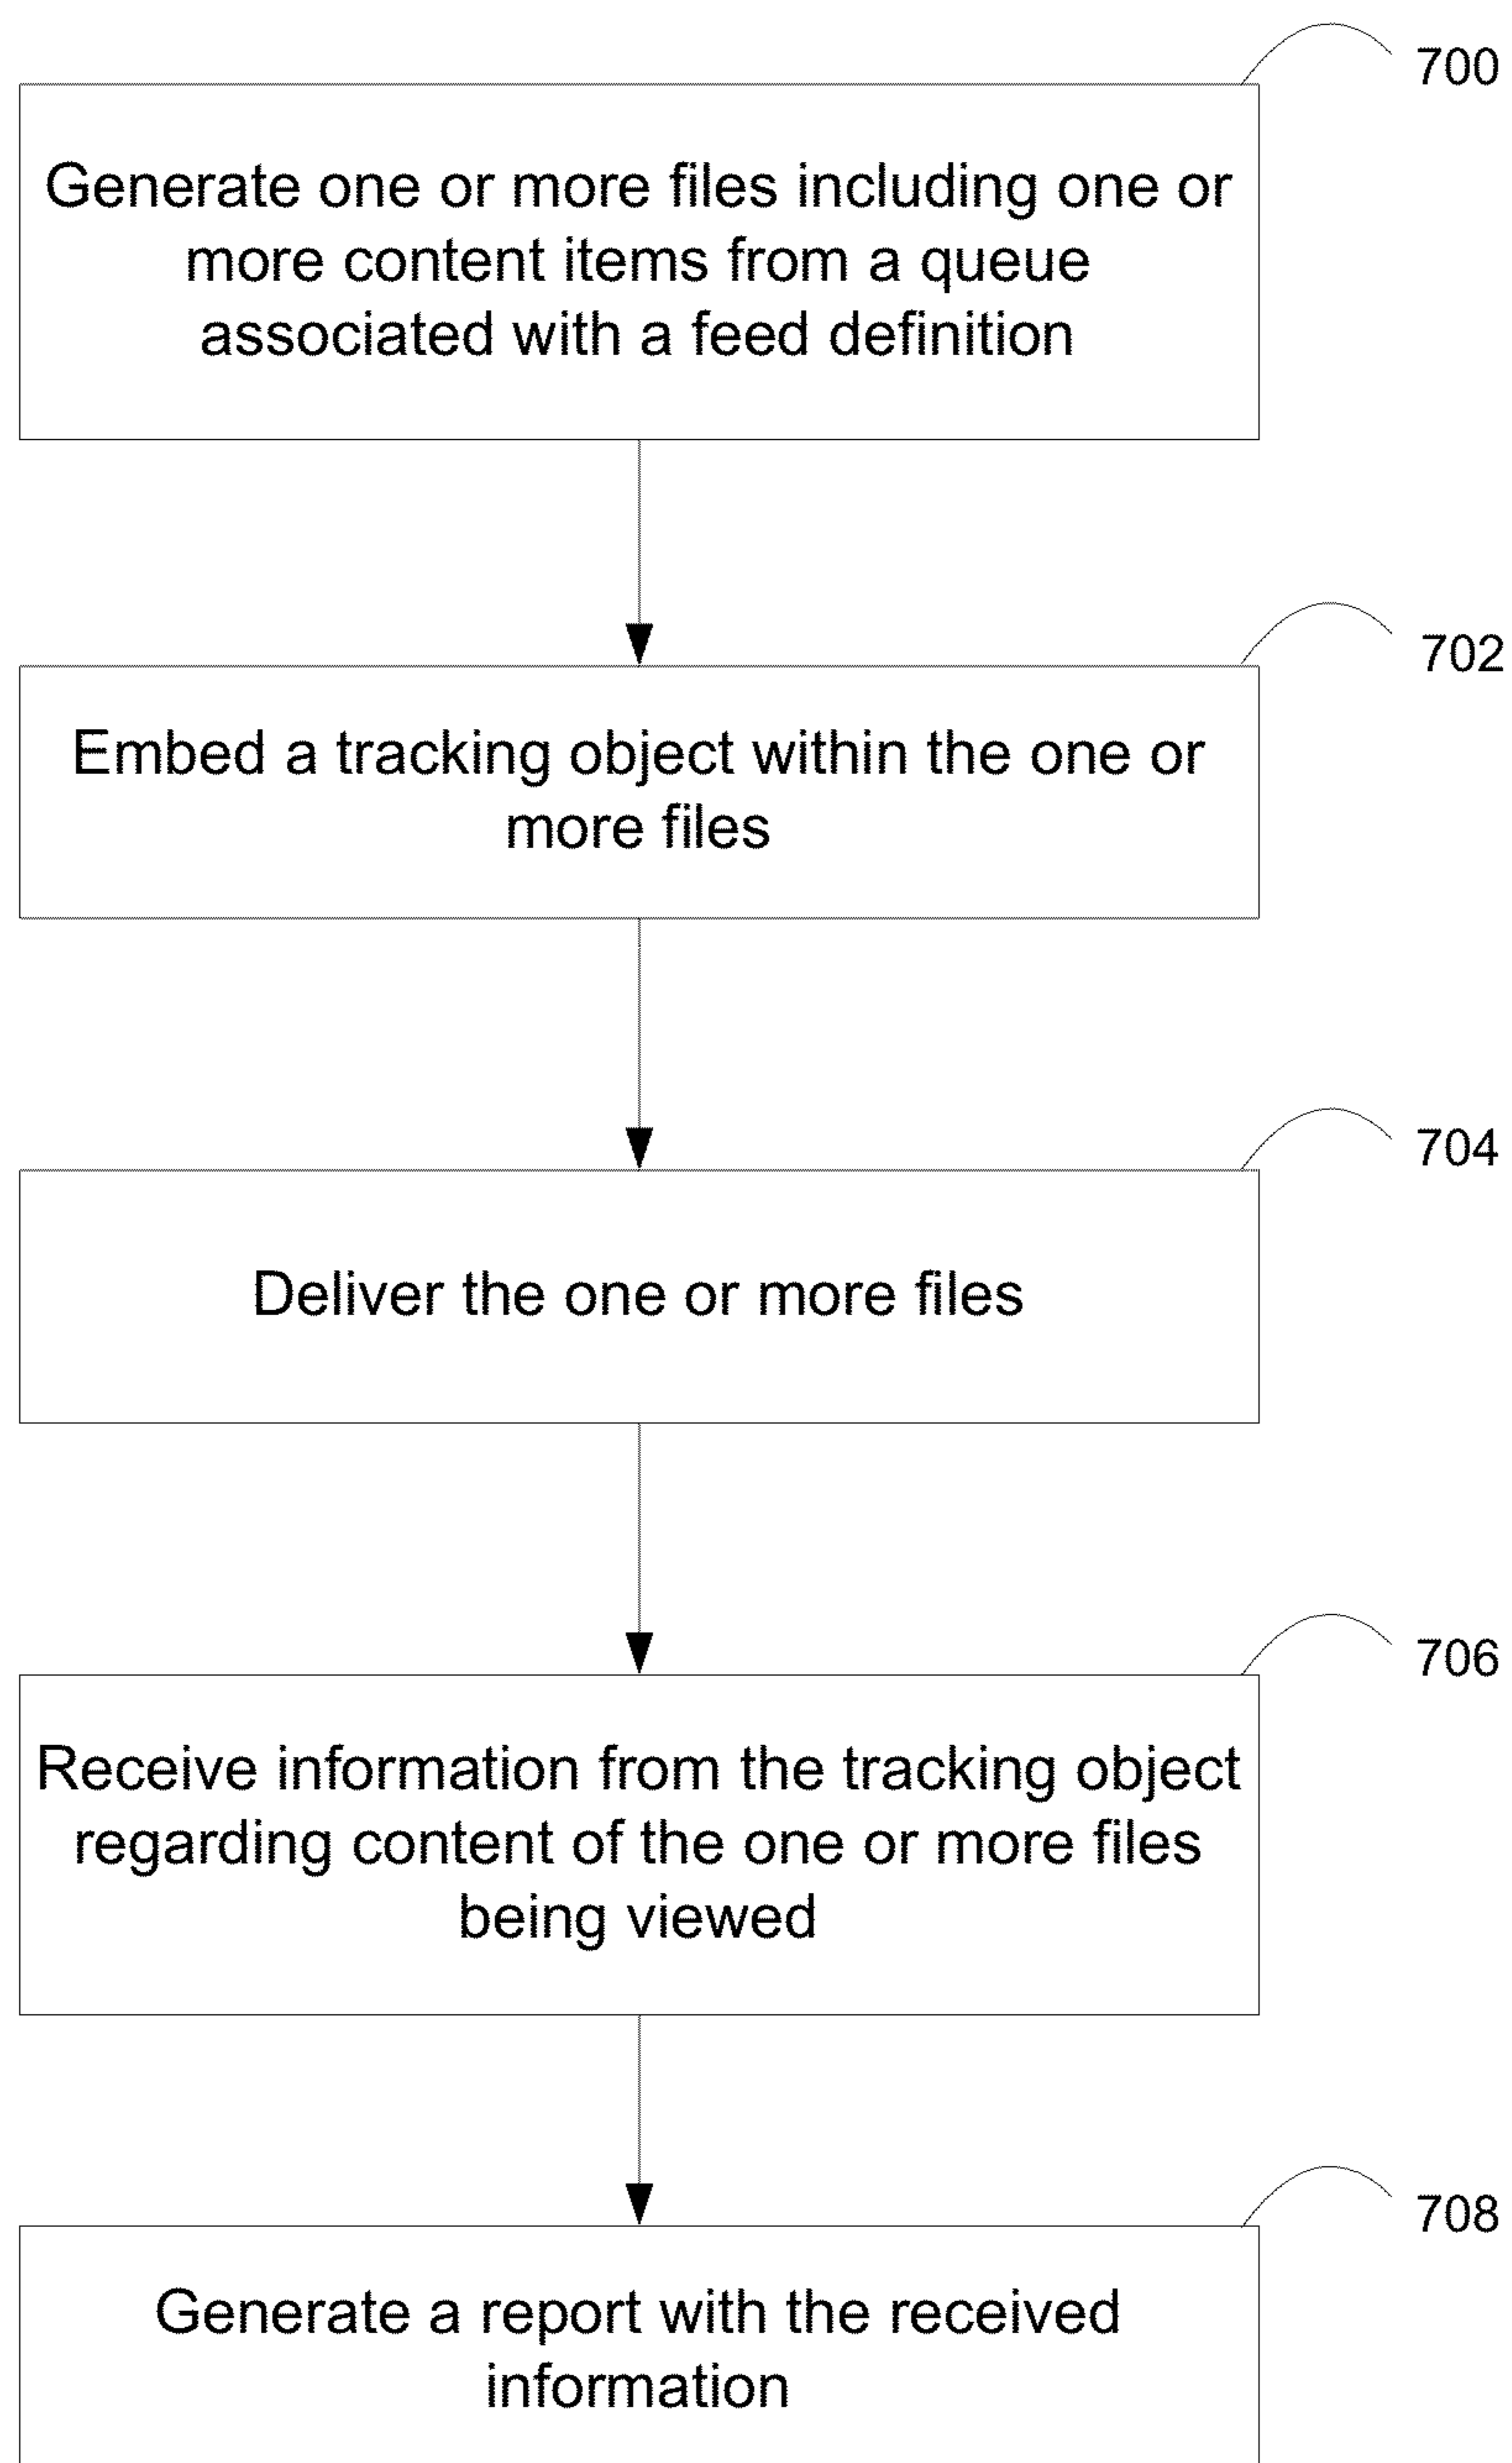 700
Generate one or more files including one or
more content items from a queue
associated with a feed definition
702
Embed a tracking object within the one or
more files
704
Deliver the one or more files
706
Receive information from the tracking object
regarding content of the one or more files
being viewed
708
Generate a report with the received
information